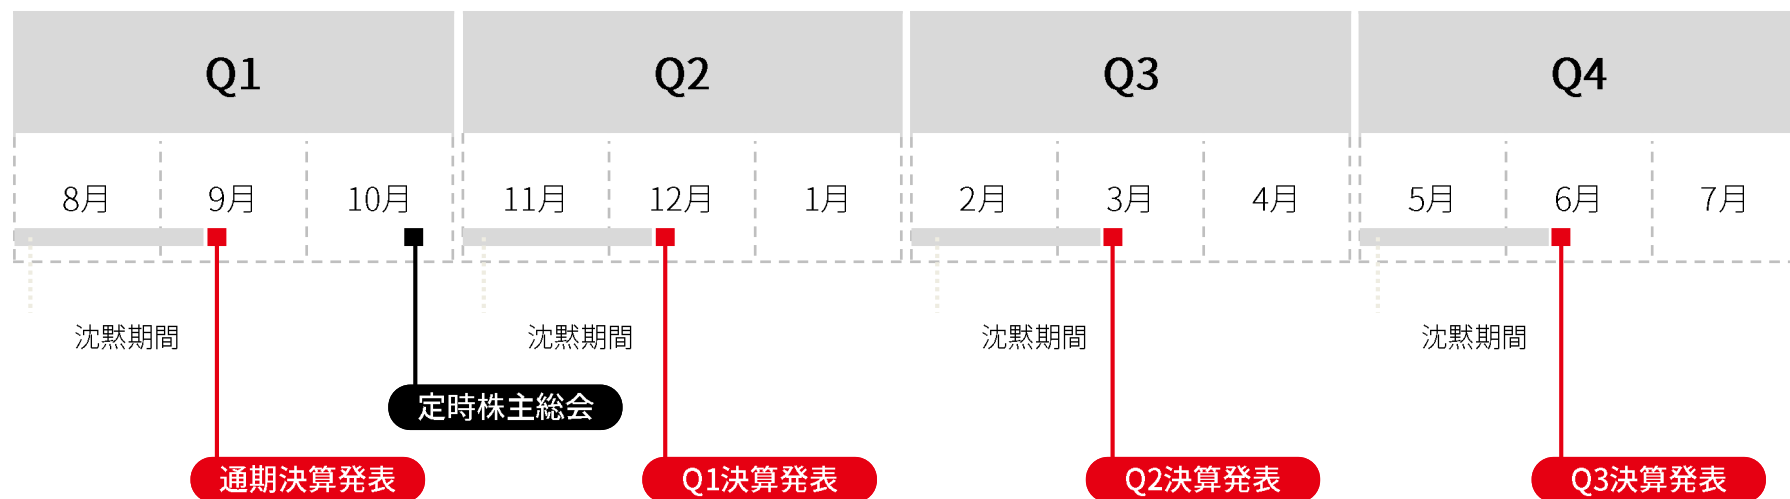 Q1
Q2
Q3
Q4
8月
9月
10月
11月
12月
1月
2月
3月
4月
5月
6月
7月
沈黙期間
沈黙期間
沈黙期間
沈黙期間
定時株主総会
通期決算発表
Q1決算発表
Q2決算発表
Q3決算発表